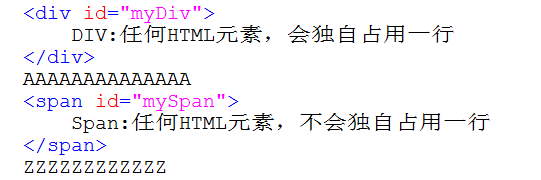 <div id="myDiv">
    DIV:任何HTML元素，会独自占用一行
</div>
AAAAAAAAAAAAAA
<span id="mySpan">
    Span:任何HTML元素，不会独自占用一行
</span>
ZZZZZZZZZZZZ